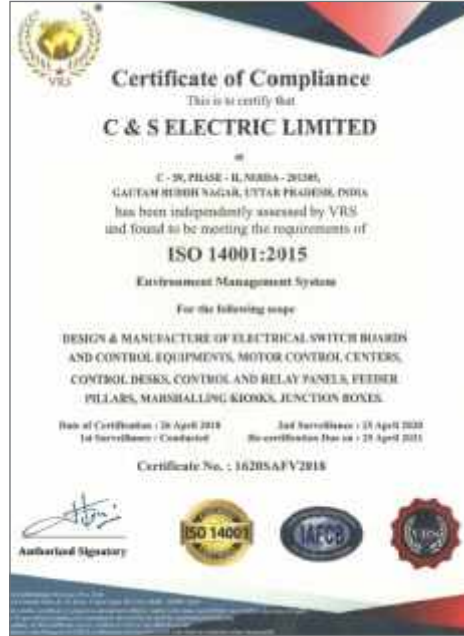 VRS
Certificate of Compliance
This is to certify that
C & S ELECTRIC LIMITED
at
C - 59, PHASE - II, NOIDA - 201305,
GAUTAM BUDDH NAGAR, UTTAR PRADESH, INDIA
has been independently assessed by VRS
and found to be meeting the requirements of
ISO 14001:2015
Environment Management System
For the following scope
DESIGN & MANUFACTURE OF ELECTRICAL SWITCH BOARDS
AND CONTROL EQUIPMENTS, MOTOR CONTROL CENTERS,
CONTROL DESKS, CONTROL AND RELAY PANELS, FEEDER
PILLARS, MARSHALLING KIOSKS, JUNCTION BOXES.
Date of Certification : 26 April 2018 2nd Surveillance : 25 April 2020
1st Surveillance : Conducted Re-certification Due on : 25 April 2021
Certificate No. : 1620SAFV2018
Authorized Signatory
ISO 14001
IAFCB
VRS